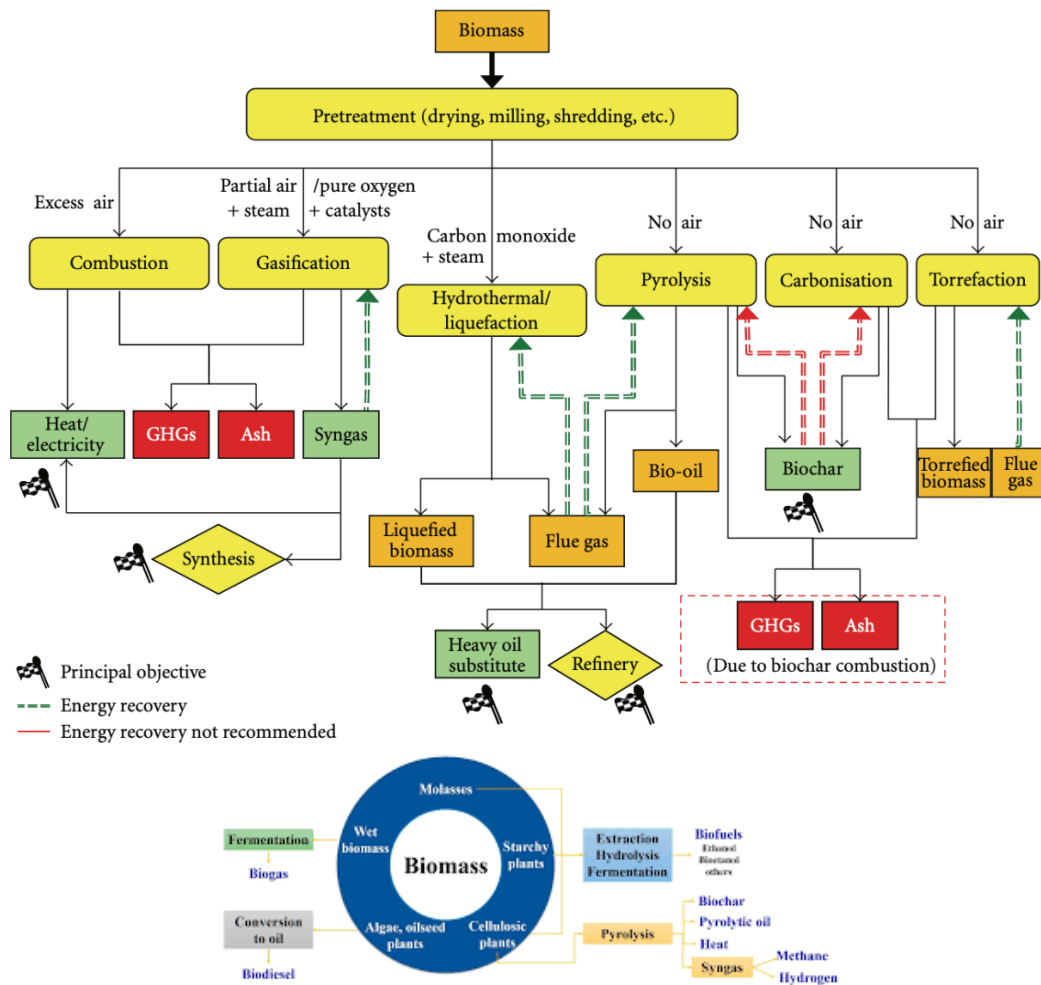 Biomass
Pretreatment (drying, milling, shredding, etc.)
Excess air
Partial air /pure oxygen
+ steam + catalysts
Carbon monoxide
+ steam
No air
No air
No air
Combustion
Gasification
Hydrothermal/
liquefaction
Pyrolysis
Carbonisation
Torrefaction
Heat/
electricity
GHGs
Ash
Syngas
Liquefied
biomass
Flue gas
Bio-oil
Biochar
Torrefied
biomass
Flue
gas
Synthesis
Heavy oil
substitute
Refinery
GHGs
Ash
(Due to biochar combustion)
Principal objective
Energy recovery
Energy recovery not recommended
Biomass
Molasses
Wet
biomass
Starchy
plants
Algae, oilseed
plants
Cellulosic
plants
Fermentation
Biogas
Conversion
to oil
Biodiesel
Extraction
Hydrolysis
Fermentation
Biofuels
Ethanol
Bioctanol
others
Pyrolysis
Biochar
Pyrolytic oil
Heat
Syngas
Methane
Hydrogen